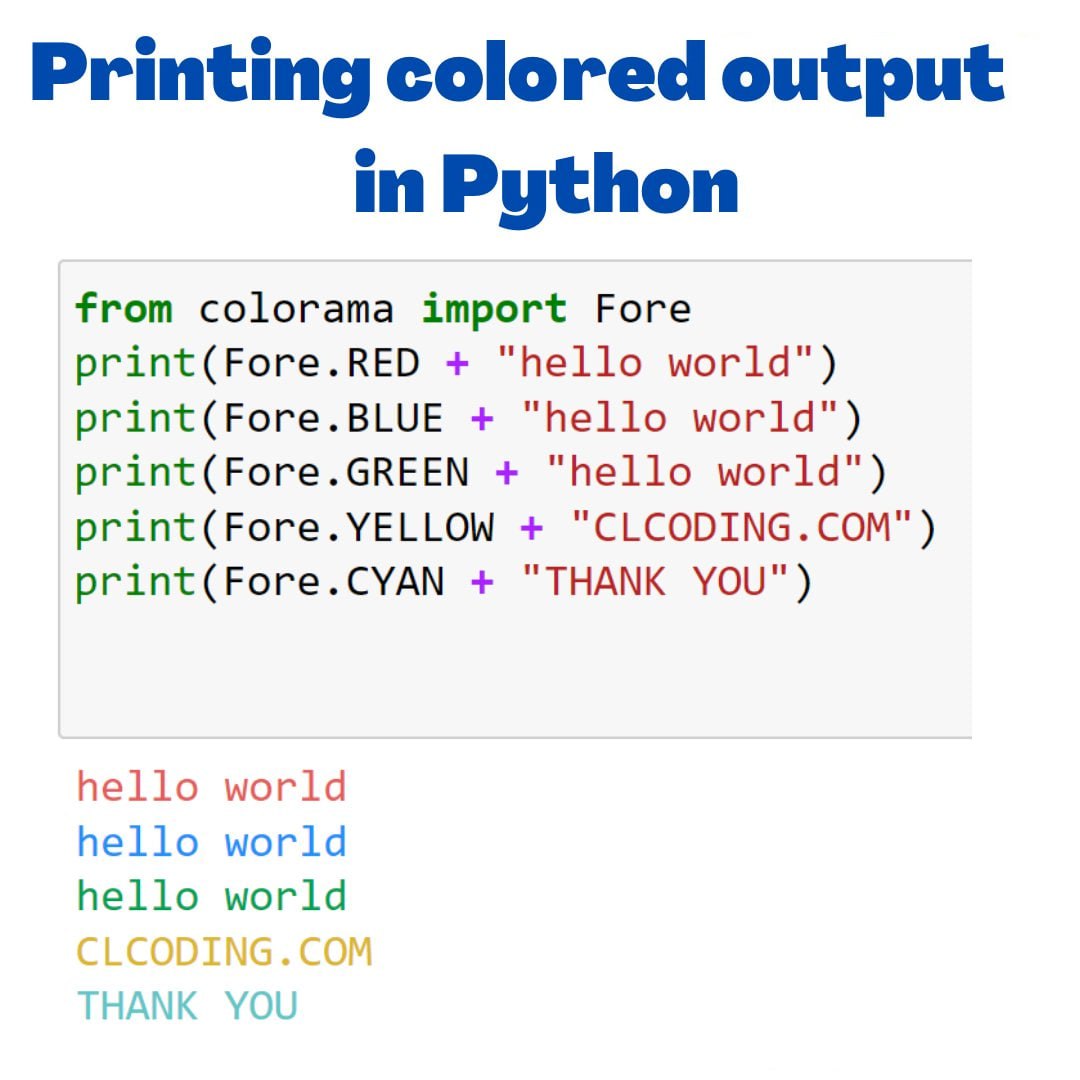 Printing colored output
in Python
from colorama import Fore
print(Fore.RED + "hello world")
print(Fore.BLUE + "hello world")
print(Fore.GREEN + "hello world")
print(Fore.YELLOW + "CLCODING.COM")
print(Fore.CYAN + "THANK YOU")
hello world
hello world
hello world
CLCODING.COM
THANK YOU